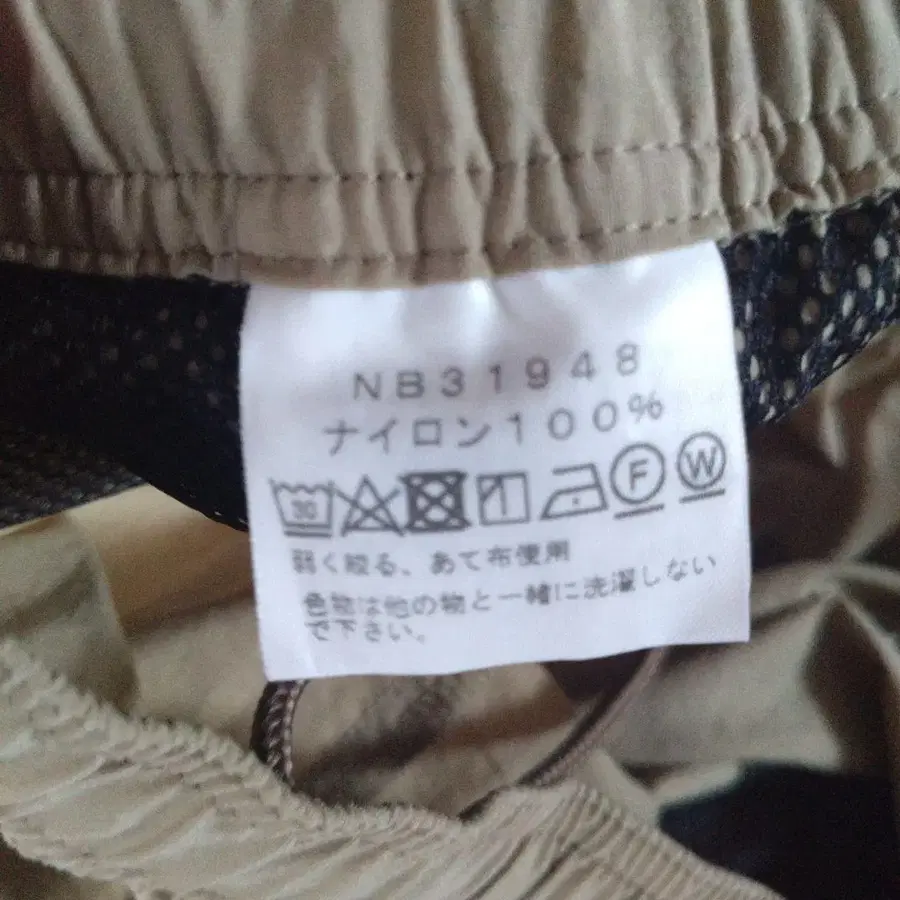 NB31948
ナイロン100%
30 F W
弱く絞る、あて布使用
色物は他の物と一緒に洗濯しない
で下さい。